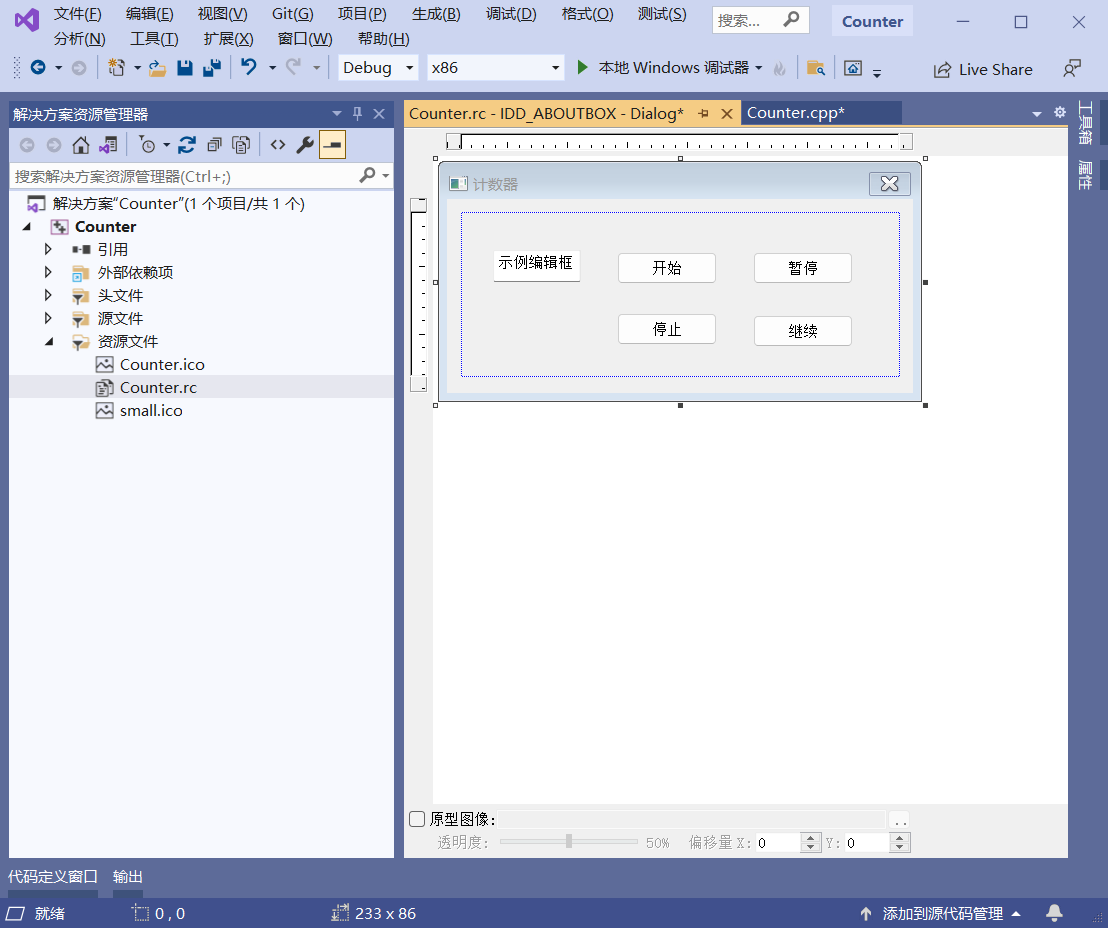 文件(F) 编辑(E) 视图(V) Git(G) 项目(P) 生成(B) 调试(D) 格式(O) 测试(S) 搜索... Counter
分析(N) 工具(T) 扩展(X) 窗口(W) 帮助(H)
Debug x86 本地 Windows 调试器 Live Share
解决方案资源管理器
搜索解决方案资源管理器(Ctrl+;)
解决方案"Counter"(1 个项目/共 1 个)
Counter
引用
外部依赖项
头文件
源文件
资源文件
Counter.ico
Counter.rc
small.ico
Counter.rc - IDD_ABOUTBOX - Dialog* Counter.cpp*
计数器
示例编辑框 开始 暂停
停止 继续
原型图像: ..
透明度: 50% 偏移量 X: 0 Y: 0
工具箱
属性
代码定义窗口 输出
就绪 0 , 0 233 x 86 添加到源代码管理